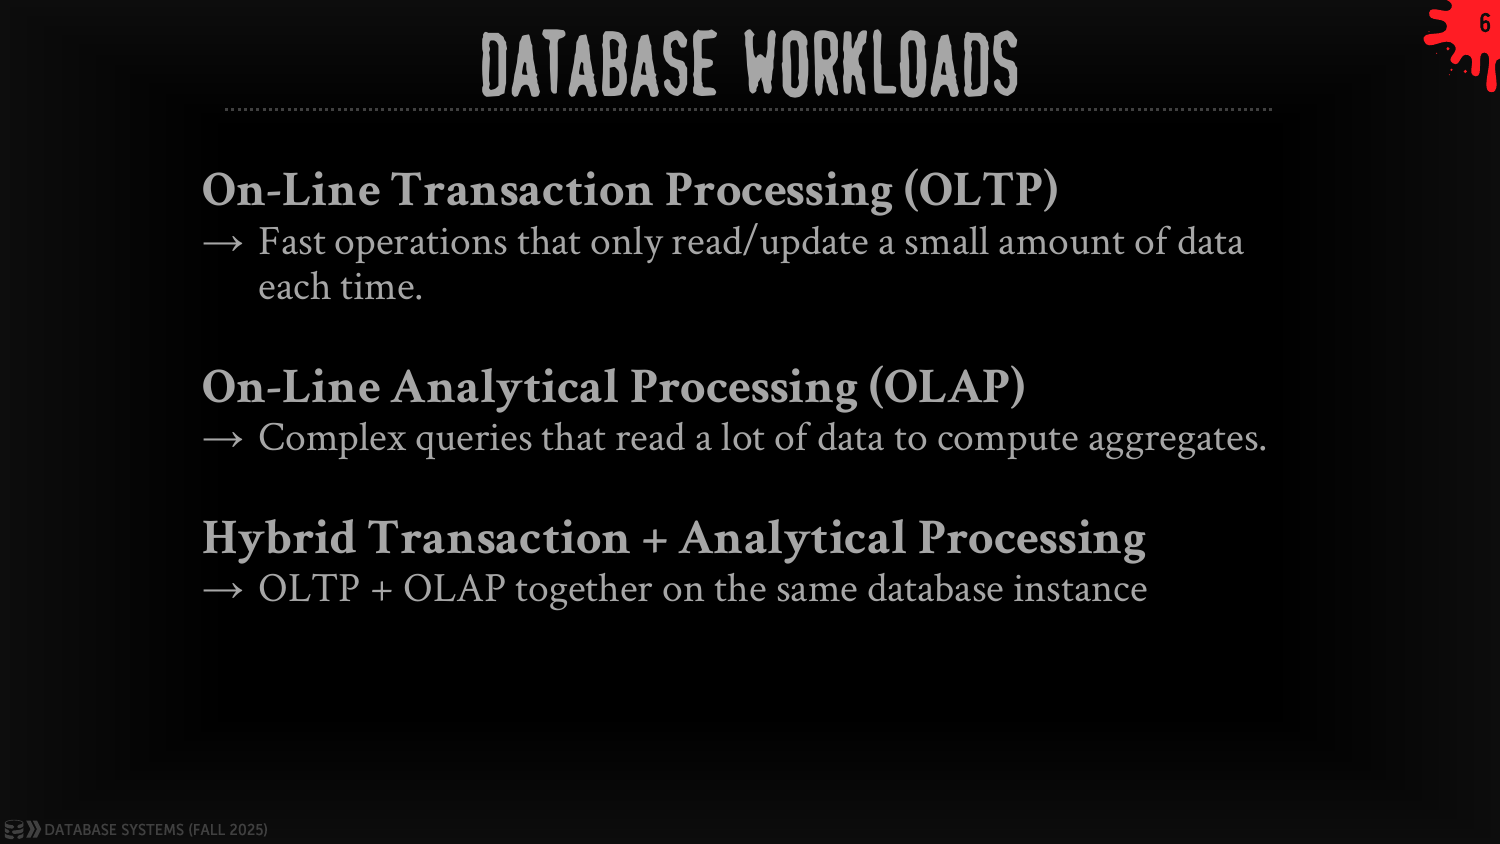 DATABASE WORKLOADS
6
On-Line Transaction Processing (OLTP)
→ Fast operations that only read/update a small amount of data
each time.
On-Line Analytical Processing (OLAP)
→ Complex queries that read a lot of data to compute aggregates.
Hybrid Transaction + Analytical Processing
→ OLTP + OLAP together on the same database instance
DATABASE SYSTEMS (FALL 2025)